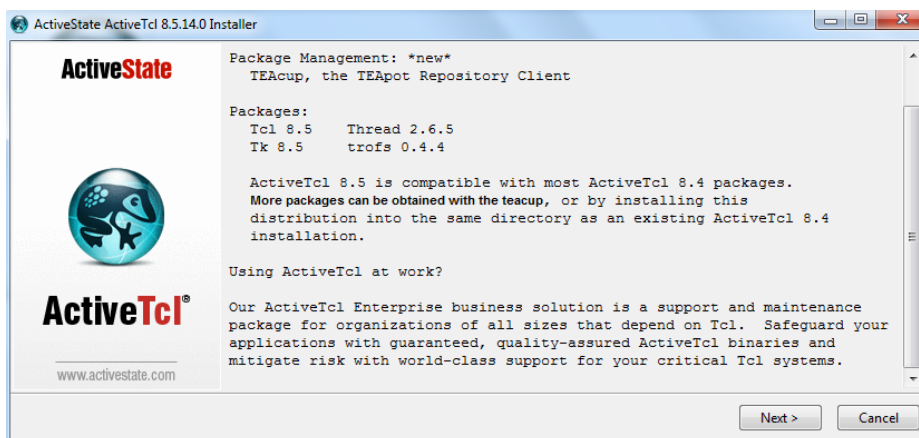 ActiveState ActiveTcl 8.5.14.0 Installer
ActiveState
ActiveTcl®
www.activestate.com
Package Management: *new*
TEAcup, the TEApot Repository Client
Packages:
Tcl 8.5 Thread 2.6.5
Tk 8.5 trofs 0.4.4
ActiveTcl 8.5 is compatible with most ActiveTcl 8.4 packages.
More packages can be obtained with the teacup, or by installing this
distribution into the same directory as an existing ActiveTcl 8.4
installation.
Using ActiveTcl at work?
Our ActiveTcl Enterprise business solution is a support and maintenance
package for organizations of all sizes that depend on Tcl. Safeguard your
applications with guaranteed, quality-assured ActiveTcl binaries and
mitigate risk with world-class support for your critical Tcl systems.
Next >
Cancel